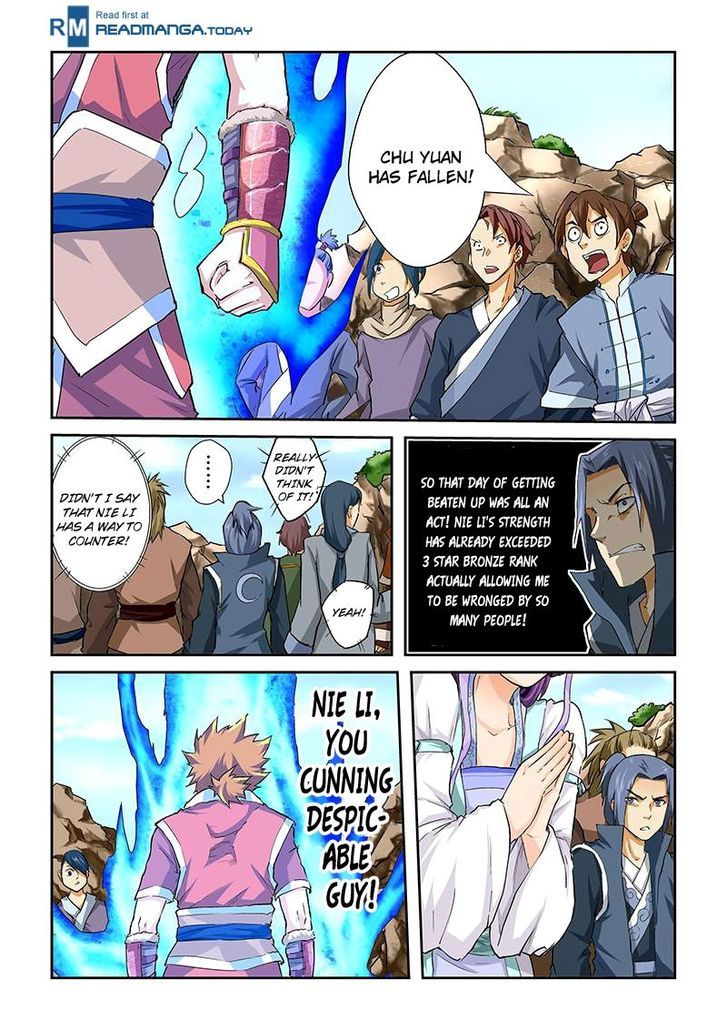 RM
Read first at
READMANGA.TODAY
CHU YUAN
HAS FALLEN!
DIDN'T I SAY
THAT NIE LI
HAS A WAY TO
COUNTER!
......
REALLY
DIDN'T
THINK
OF IT!
YEAH!
SO THAT DAY OF GETTING
BEATEN UP WAS ALL AN
ACT! NIE LI'S STRENGTH
HAS ALREADY EXCEEDED
3 STAR BRONZE RANK
ACTUALLY ALLOWING ME
TO BE WRONGED BY SO
MANY PEOPLE!
NIE LI,
YOU
CUNNING
DESPIC-
ABLE
GUY!